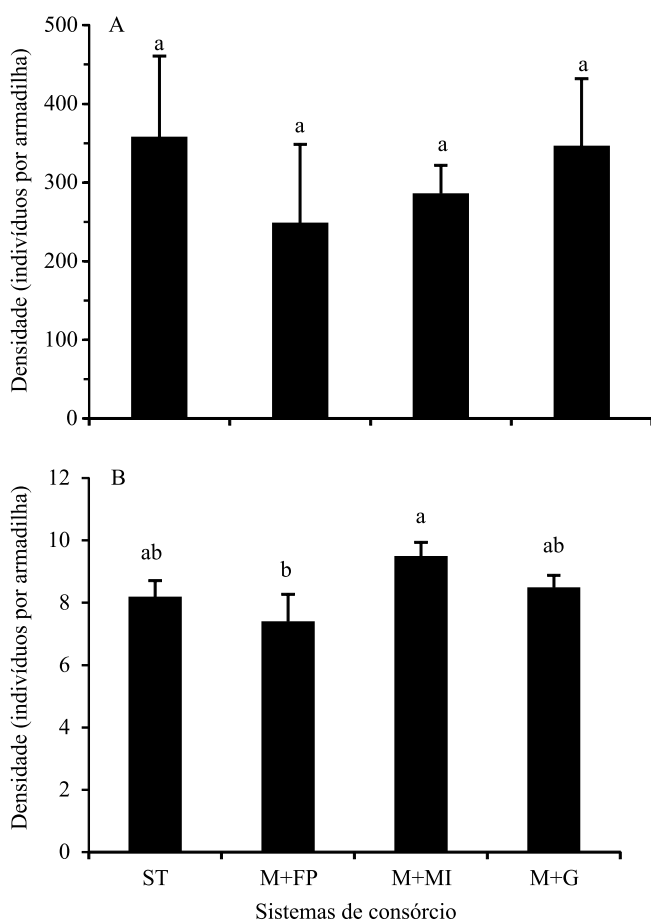 A
Densidade (indivíduos por armadilha)
500
400
300
200
100
0
a
a
a
a
B
Densidade (indivíduos por armadilha)
12
10
8
6
4
2
0
ab
b
a
ab
ST M+FP M+MI M+G
Sistemas de consórcio